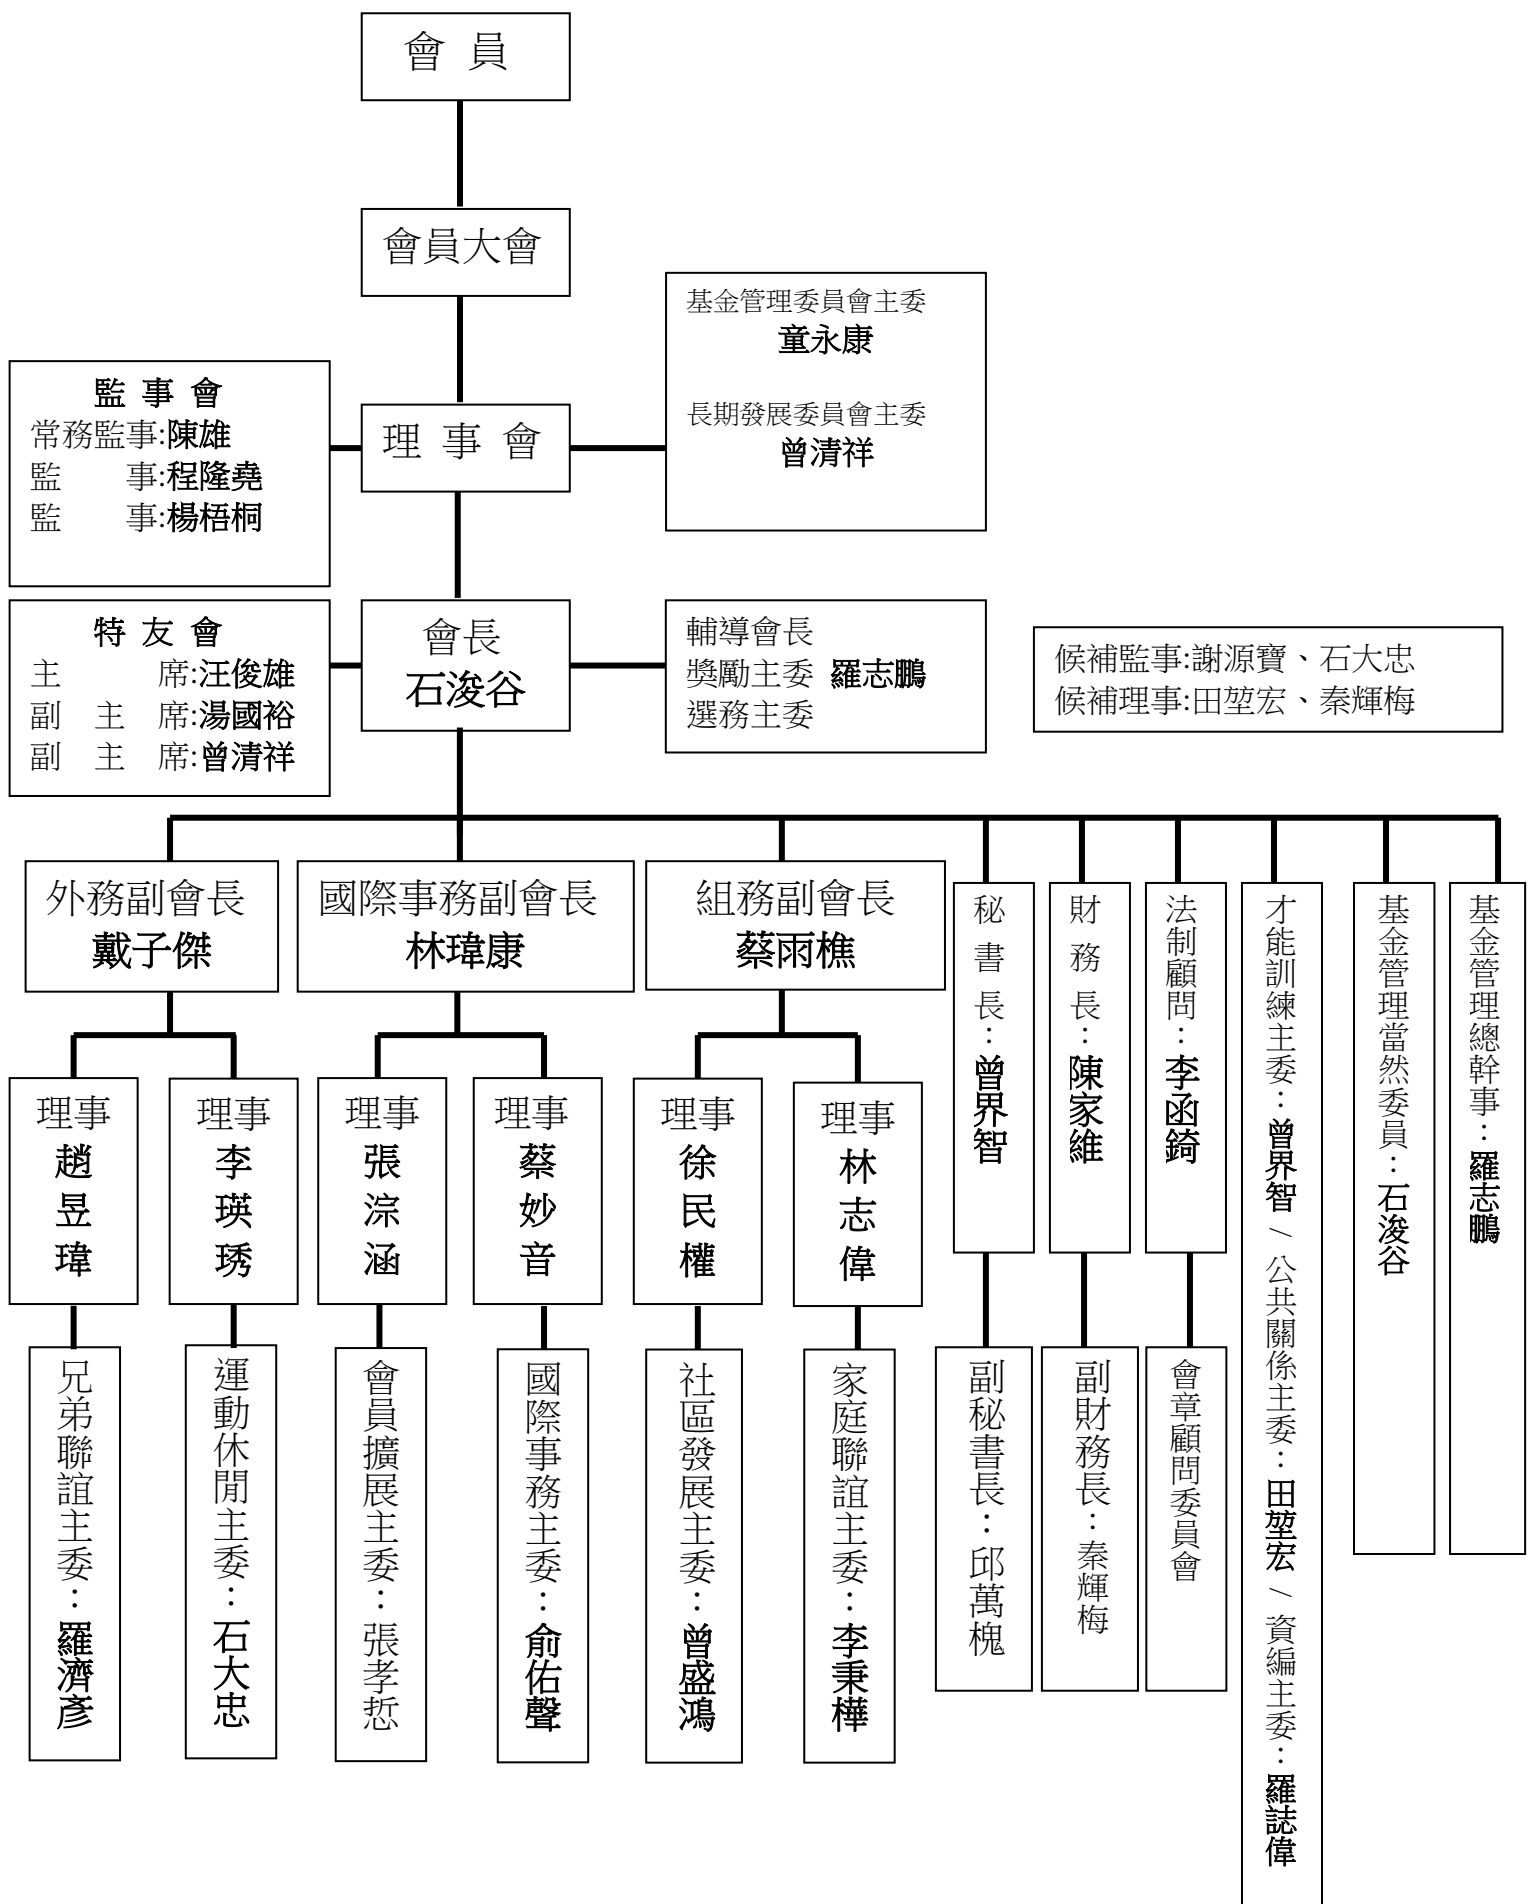 會 員
會員大會
基金管理委員會主委
童永康
長期發展委員會主委
曾清祥
監 事 會
常務監事:陳雄
監 事:程隆堯
監 事:楊梧桐
理 事 會
特 友 會
主 席:汪俊雄
副 主 席:湯國裕
副 主 席:曾清祥
會長
石浚谷
輔導會長
獎勵主委 羅志鵬
選務主委
候補監事:謝源寶、石大忠
候補理事:田堃宏、秦輝梅
外務副會長
戴子傑
國際事務副會長
林瑋康
組務副會長
蔡雨樵
秘書長：曾界智
財務長：陳家維
法制顧問：李函錡
才能訓練主委：曾界智 / 公共關係主委：田堃宏 / 資編主委：羅誌偉
基金管理當然委員：石浚谷
基金管理總幹事：羅志鵬
理事
趙昱瑋
理事
李瑛琇
理事
張淙涵
理事
蔡妙音
理事
徐民權
理事
林志偉
兄弟聯誼主委：羅濟彥
運動休閒主委：石大忠
會員擴展主委：張孝悊
國際事務主委：俞佑聲
社區發展主委：曾盛鴻
家庭聯誼主委：李秉樺
副秘書長：邱萬槐
副財務長：秦輝梅
會章顧問委員會